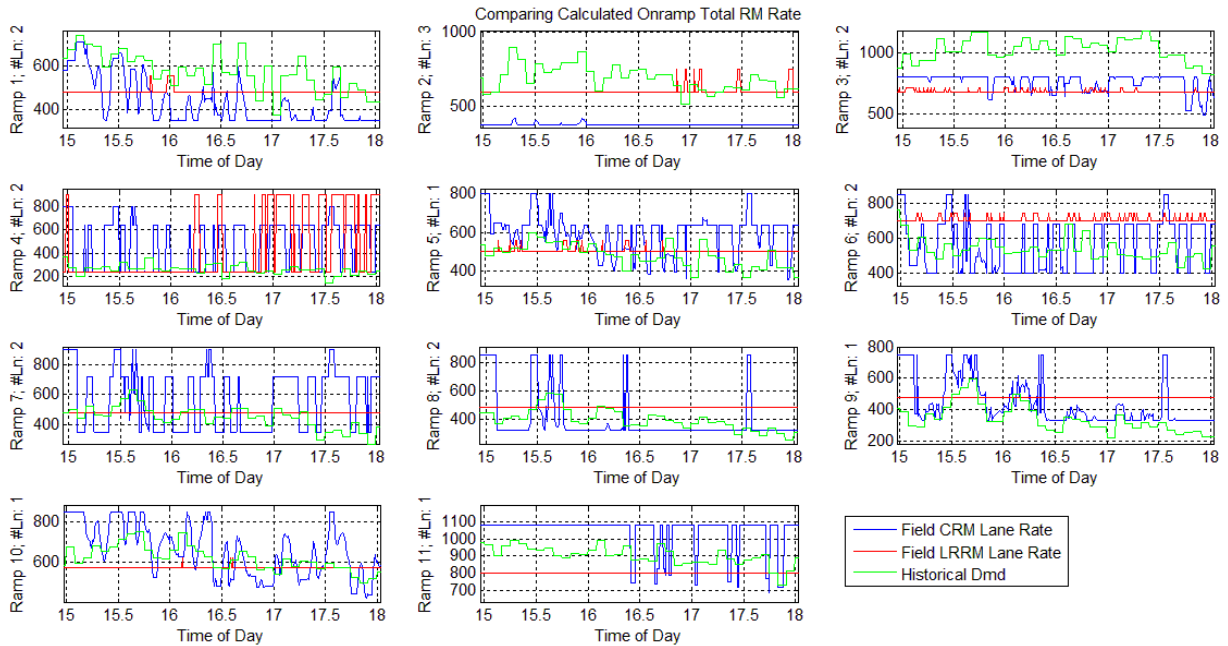 Comparing Calculated Onramp Total RM Rate
Ramp 1; #Ln: 2
600
400
15 15.5 16 16.5 17 17.5 18
Time of Day
Ramp 2; #Ln: 3
1000
500
15 15.5 16 16.5 17 17.5 18
Time of Day
Ramp 3; #Ln: 2
1000
500
15 15.5 16 16.5 17 17.5 18
Time of Day
Ramp 4; #Ln: 2
800
600
400
200
15 15.5 16 16.5 17 17.5 18
Time of Day
Ramp 5; #Ln: 1
800
600
400
15 15.5 16 16.5 17 17.5 18
Time of Day
Ramp 6; #Ln: 2
800
600
400
15 15.5 16 16.5 17 17.5 18
Time of Day
Ramp 7; #Ln: 2
800
600
400
15 15.5 16 16.5 17 17.5 18
Time of Day
Ramp 8; #Ln: 2
800
600
400
15 15.5 16 16.5 17 17.5 18
Time of Day
Ramp 9; #Ln: 1
800
600
400
200
15 15.5 16 16.5 17 17.5 18
Time of Day
Ramp 10; #Ln: 1
800
600
15 15.5 16 16.5 17 17.5 18
Time of Day
Ramp 11; #Ln: 1
1100
1000
900
800
700
15 15.5 16 16.5 17 17.5 18
Time of Day
Field CRM Lane Rate
Field LRRM Lane Rate
Historical Dmd